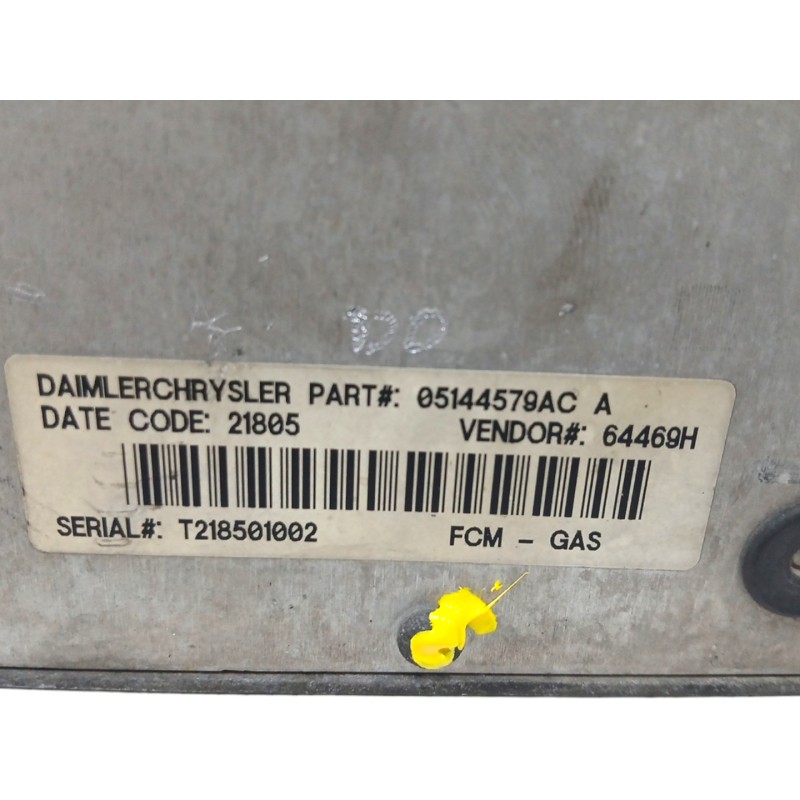 DAIMLERCHRYSLER PART#: 05144579AC A
DATE CODE: 21805 VENDOR#: 64469H
SERIAL#: T218501002 FCM - GAS